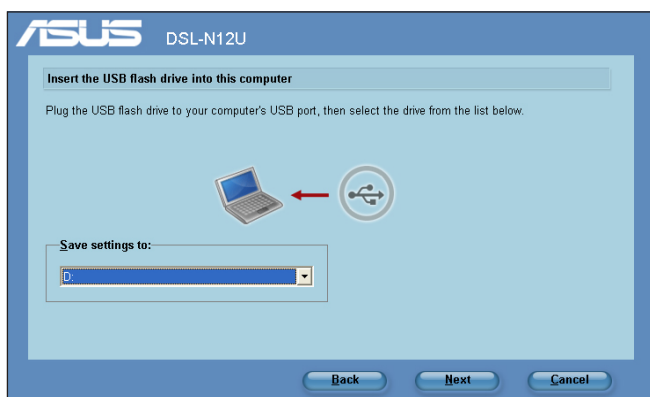 ASUS DSL-N12U
Insert the USB flash drive into this computer
Plug the USB flash drive to your computer's USB port, then select the drive from the list below.
Save settings to:
D:
Back Next Cancel